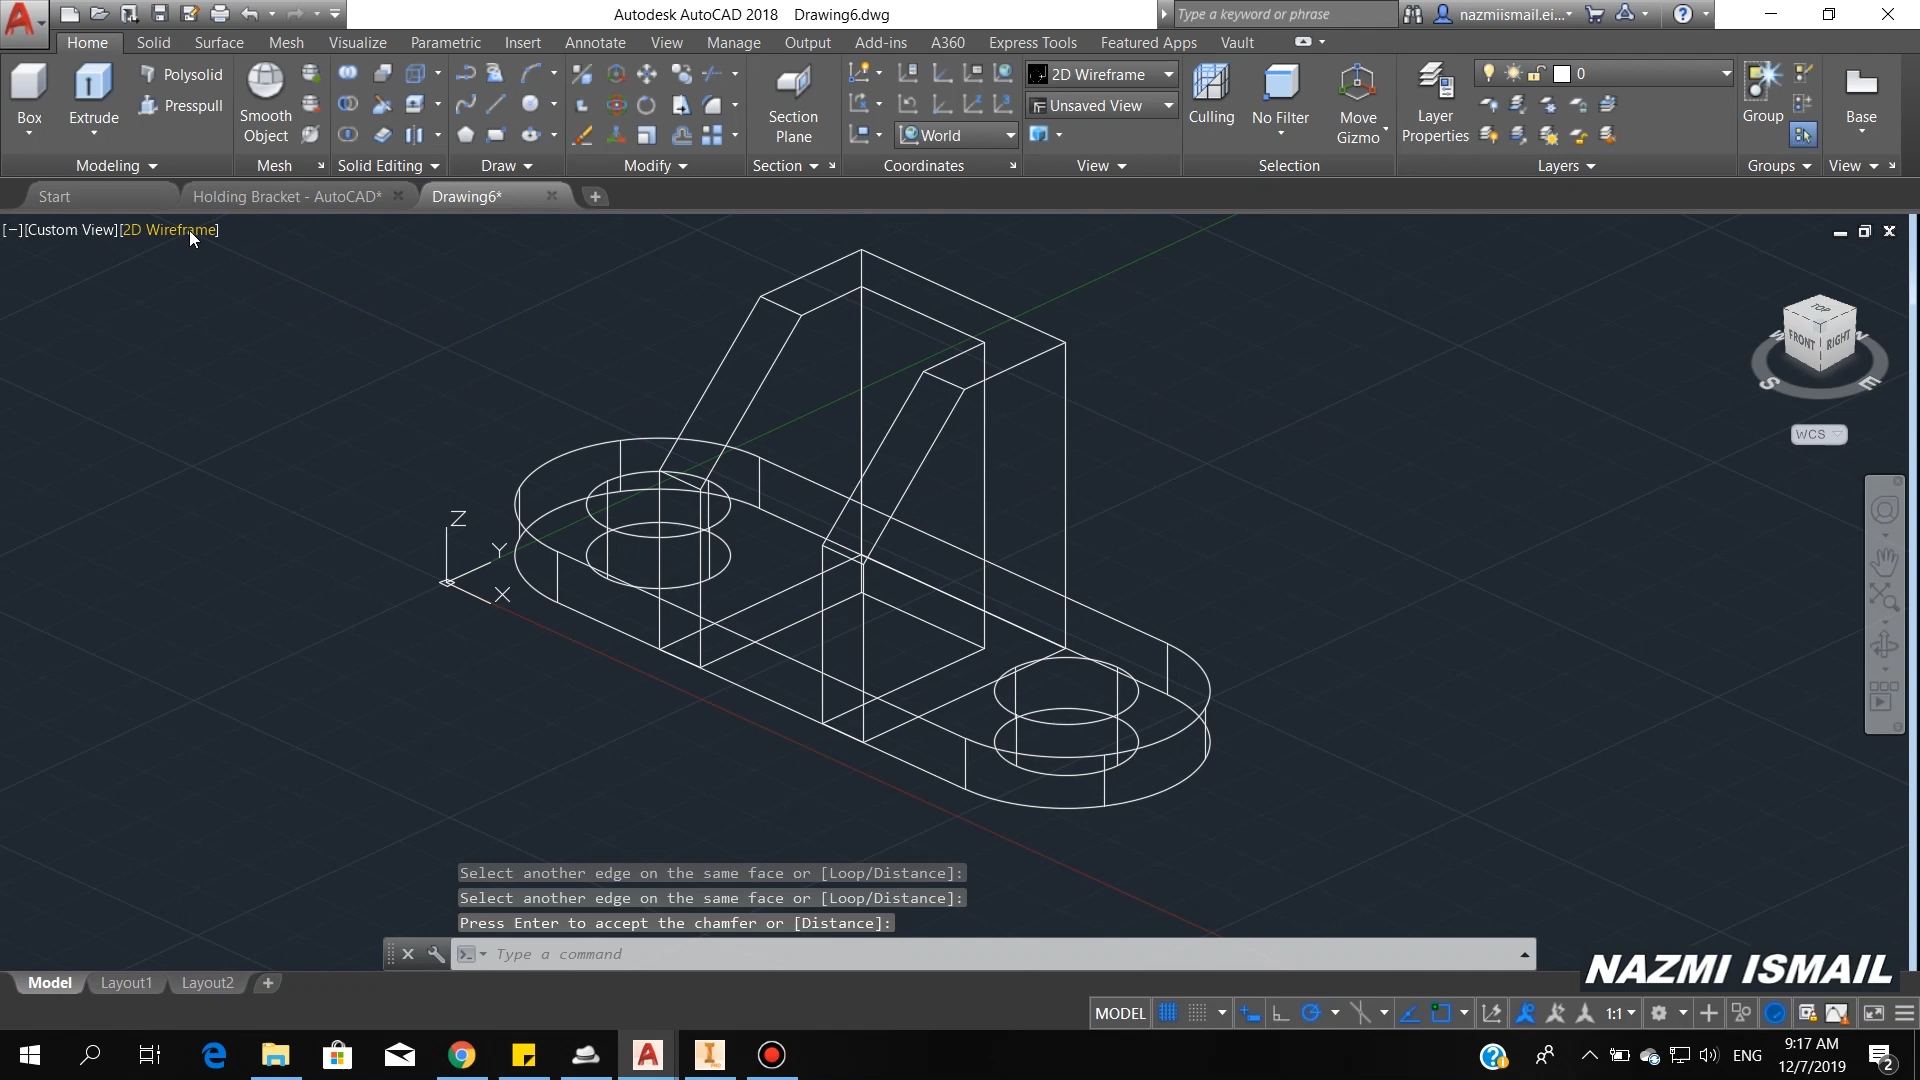 Autodesk AutoCAD 2018 Drawing6.dwg
Type a keyword or phrase
nazmiismail.ei...
Home Solid Surface Mesh Visualize Parametric Insert Annotate View Manage Output Add-ins A360 Express Tools Featured Apps Vault
Box
Extrude
Polysolid
Presspull
Smooth Object
Section Plane
World
2D Wireframe
Unsaved View
Culling
No Filter
Move Gizmo
Layer Properties
0
Group
Base
Modeling Mesh Solid Editing Draw Modify Section Coordinates View Selection Layers Groups View
Start Holding Bracket - AutoCAD* Drawing6*
[−][Custom View][2D Wireframe]
TOP
FRONT
RIGHT
S
E
WCS
Z
Y
X
Select another edge on the same face or [Loop/Distance]:
Select another edge on the same face or [Loop/Distance]:
Press Enter to accept the chamfer or [Distance]:
Type a command
NAZMI ISMAIL
Model Layout1 Layout2
MODEL
1:1
ENG
9:17 AM
12/7/2019
2